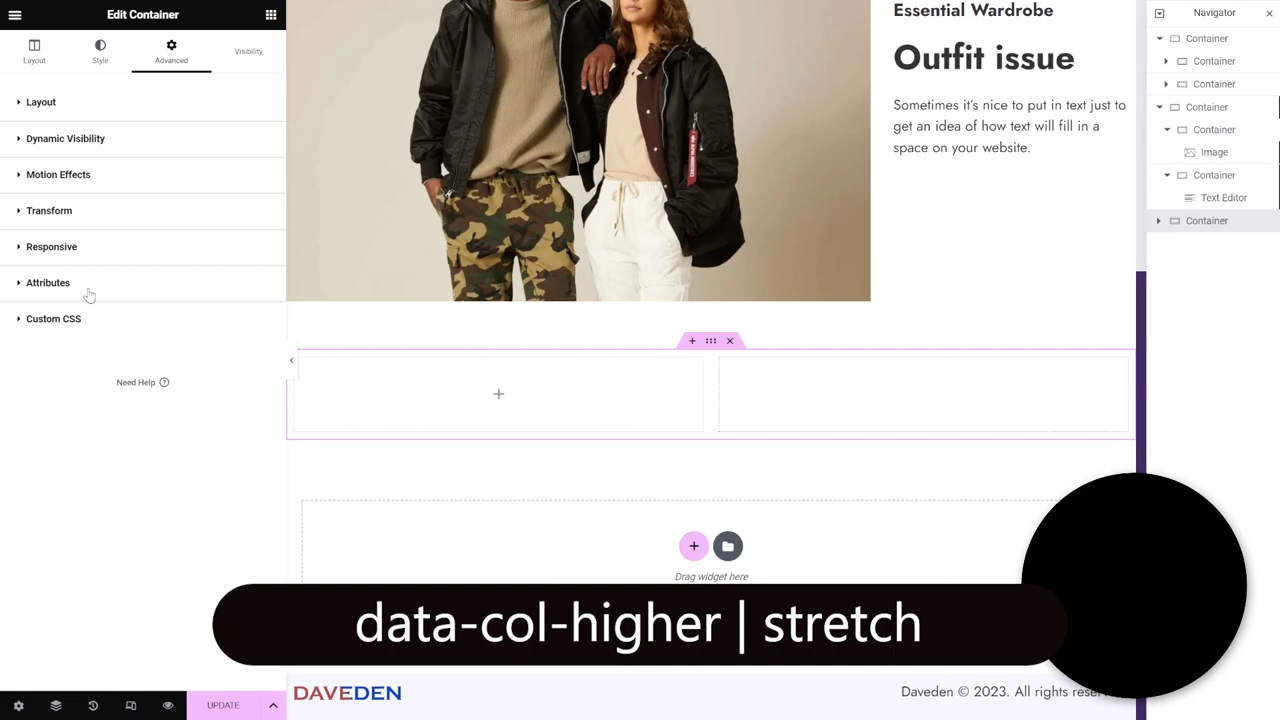 Edit Container
Layout
Style
Advanced
Visibility
Layout
Dynamic Visibility
Motion Effects
Transform
Responsive
Attributes
Custom CSS
Need Help
UPDATE
Essential Wardrobe
Outfit issue
Sometimes it's nice to put in text just to
get an idea of how text will fill in a
space on your website.
Drag widget here
data-col-higher | stretch
DAVEDEN
Daveden © 2023. All rights
Navigator
Container
Container
Container
Container
Container
Image
Container
Text Editor
Container